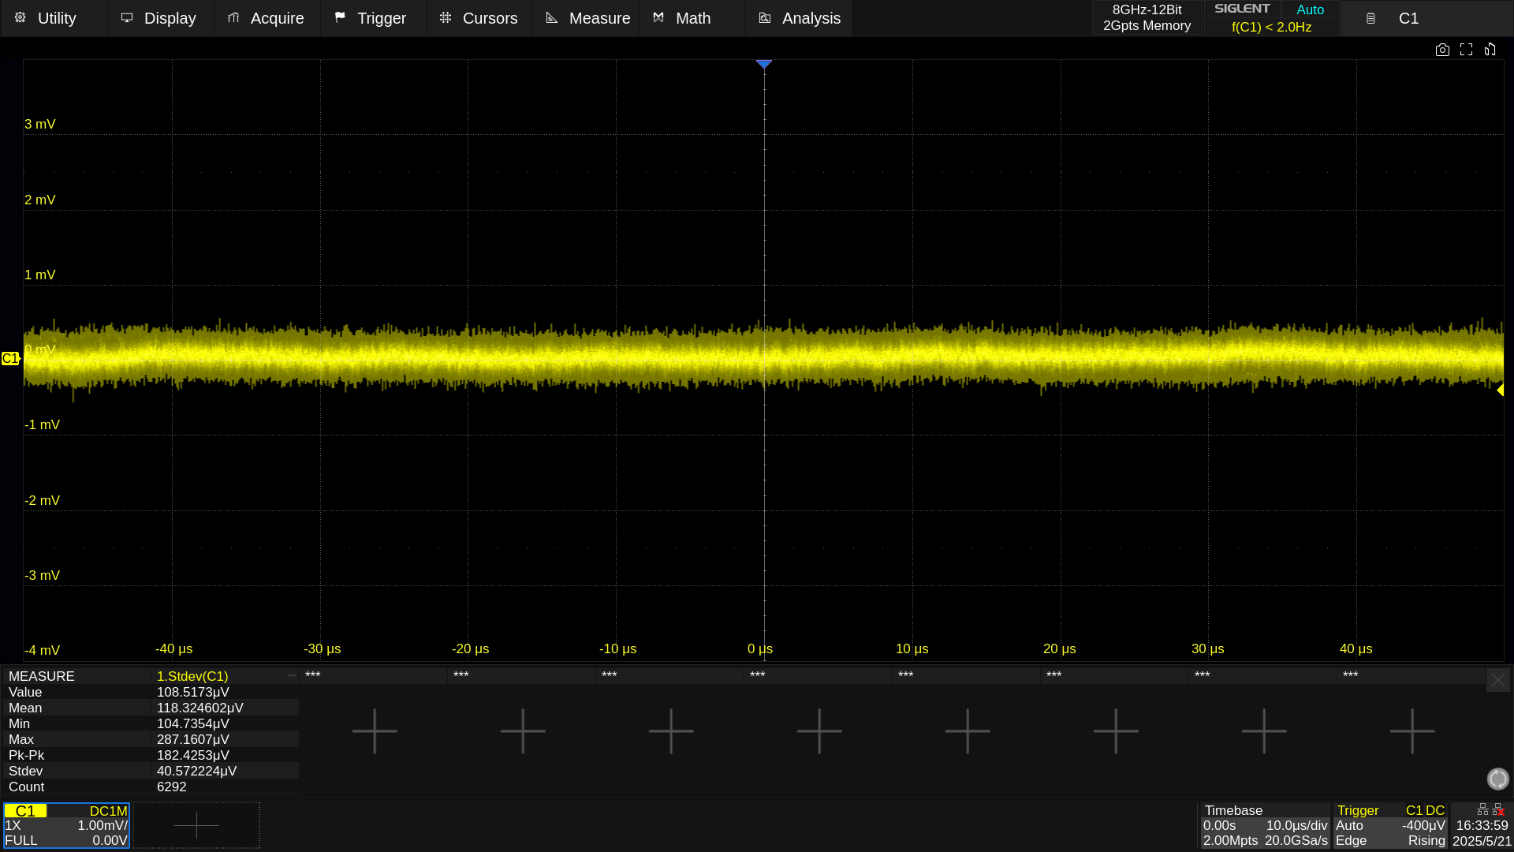 Utility Display Acquire Trigger Cursors Measure Math Analysis
8GHz-12Bit
2Gpts Memory
SIGLENT Auto
f(C1) < 2.0Hz
C1
3 mV
2 mV
1 mV
0 mV
C1
-1 mV
-2 mV
-3 mV
-4 mV
-40 μs -30 μs -20 μs -10 μs 0 μs 10 μs 20 μs 30 μs 40 μs
MEASURE 1.Stdev(C1) *** *** *** *** *** *** *** ***
Value 108.5173μV
Mean 118.324602μV
Min 104.7354μV
Max 287.1607μV
Pk-Pk 182.4253μV
Stdev 40.572224μV
Count 6292
C1 DC1M
1X 1.00mV/
FULL 0.00V
Timebase
0.00s 10.0μs/div
2.00Mpts 20.0GSa/s
Trigger C1 DC
Auto -400μV
Edge Rising
16:33:59
2025/5/21